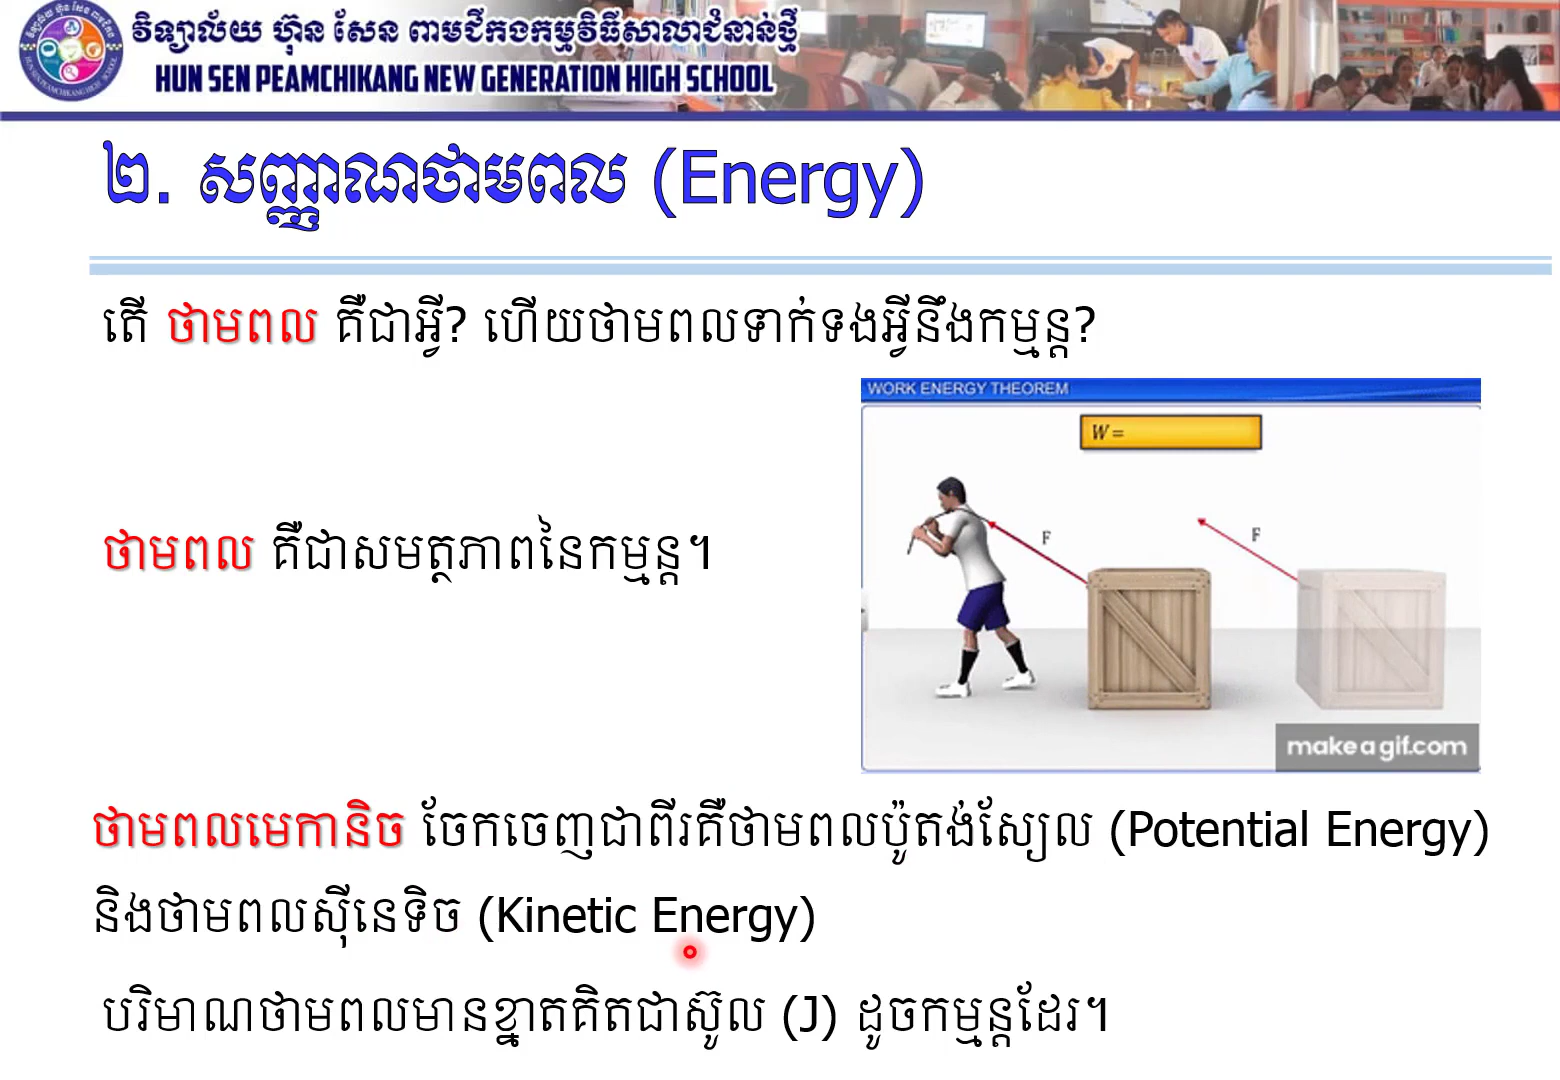 វិទ្យាល័យ ហ៊ុន សែន ពាមជីកងកម្មវិធីសាលាជំនាន់ថ្មី
HUN SEN PEAMCHIKANG NEW GENERATION HIGH SCHOOL
២. សញ្ញាណថាមពល (Energy)
តើ ថាមពល គឺជាអ្វី? ហើយថាមពលទាក់ទងអ្វីនឹងកម្មន្ត?
WORK ENERGY THEOREM
W =
F
F
ថាមពល គឺជាសមត្ថភាពនៃកម្មន្ត។
make a gif.com
ថាមពលមេកានិច ចែកចេញជាពីរគឺថាមពលប៉ូតង់ស្យែល (Potential Energy)
និងថាមពលស៊ីនេទិច (Kinetic Energy)
បរិមាណថាមពលមានខ្នាតគិតជាស៊ូល (J) ដូចកម្មន្តដែរ។